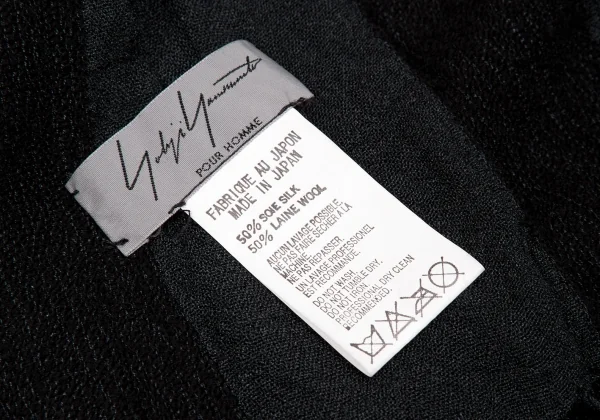 Yohji Yamamoto
POUR HOMME
FABRIQUE AU JAPON
MADE IN JAPAN
50% SOIE SILK
50% LAINE WOOL
AUCUN LAVAGE POSSIBLE
NE PAS FAIRE SECHER A LA
MACHINE
NE PAS REPASSER.
UN LAVAGE PROFESSIONEL
EST RECOMMANDE.
DO NOT WASH.
DO NOT TUMBLE DRY.
DO NOT IRON.
PROFESSIONAL DRY CLEAN
RECOMMENDED.